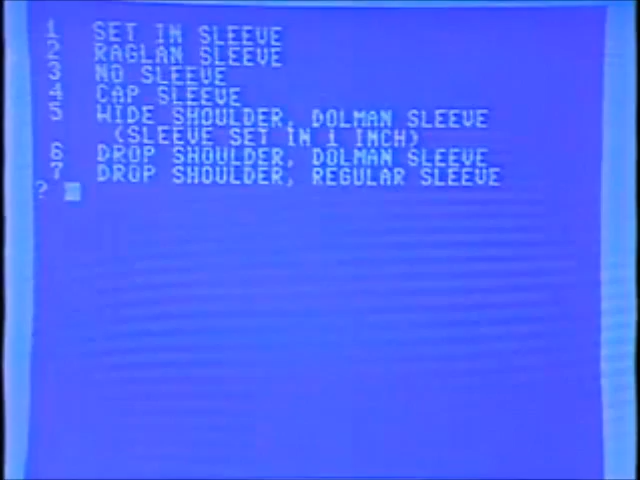 1 SET IN SLEEVE
2 RAGLAN SLEEVE
3 NO SLEEVE
4 CAP SLEEVE
5 WIDE SHOULDER, DOLMAN SLEEVE
(SLEEVE SET IN 1 INCH)
6 DROP SHOULDER, DOLMAN SLEEVE
7 DROP SHOULDER, REGULAR SLEEVE
?